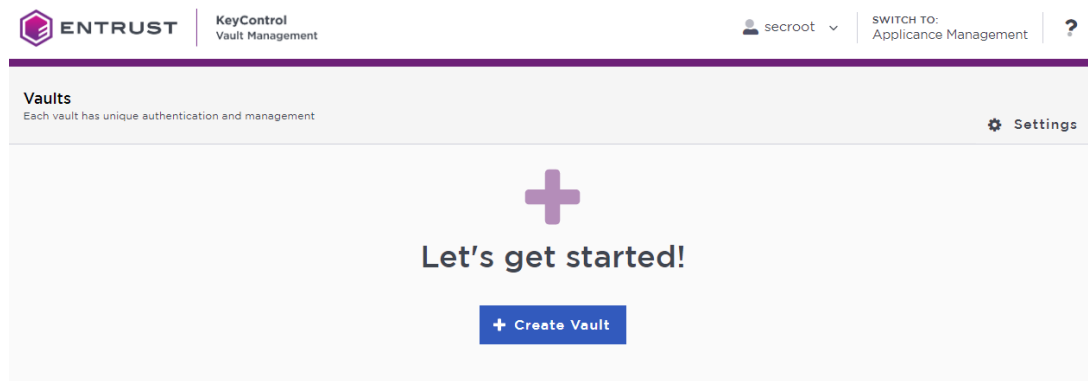 ENTRUST
KeyControl
Vault Management
secroot
SWITCH TO:
Applicance Management
?
Vaults
Each vault has unique authentication and management
Settings
Let's get started!
+ Create Vault